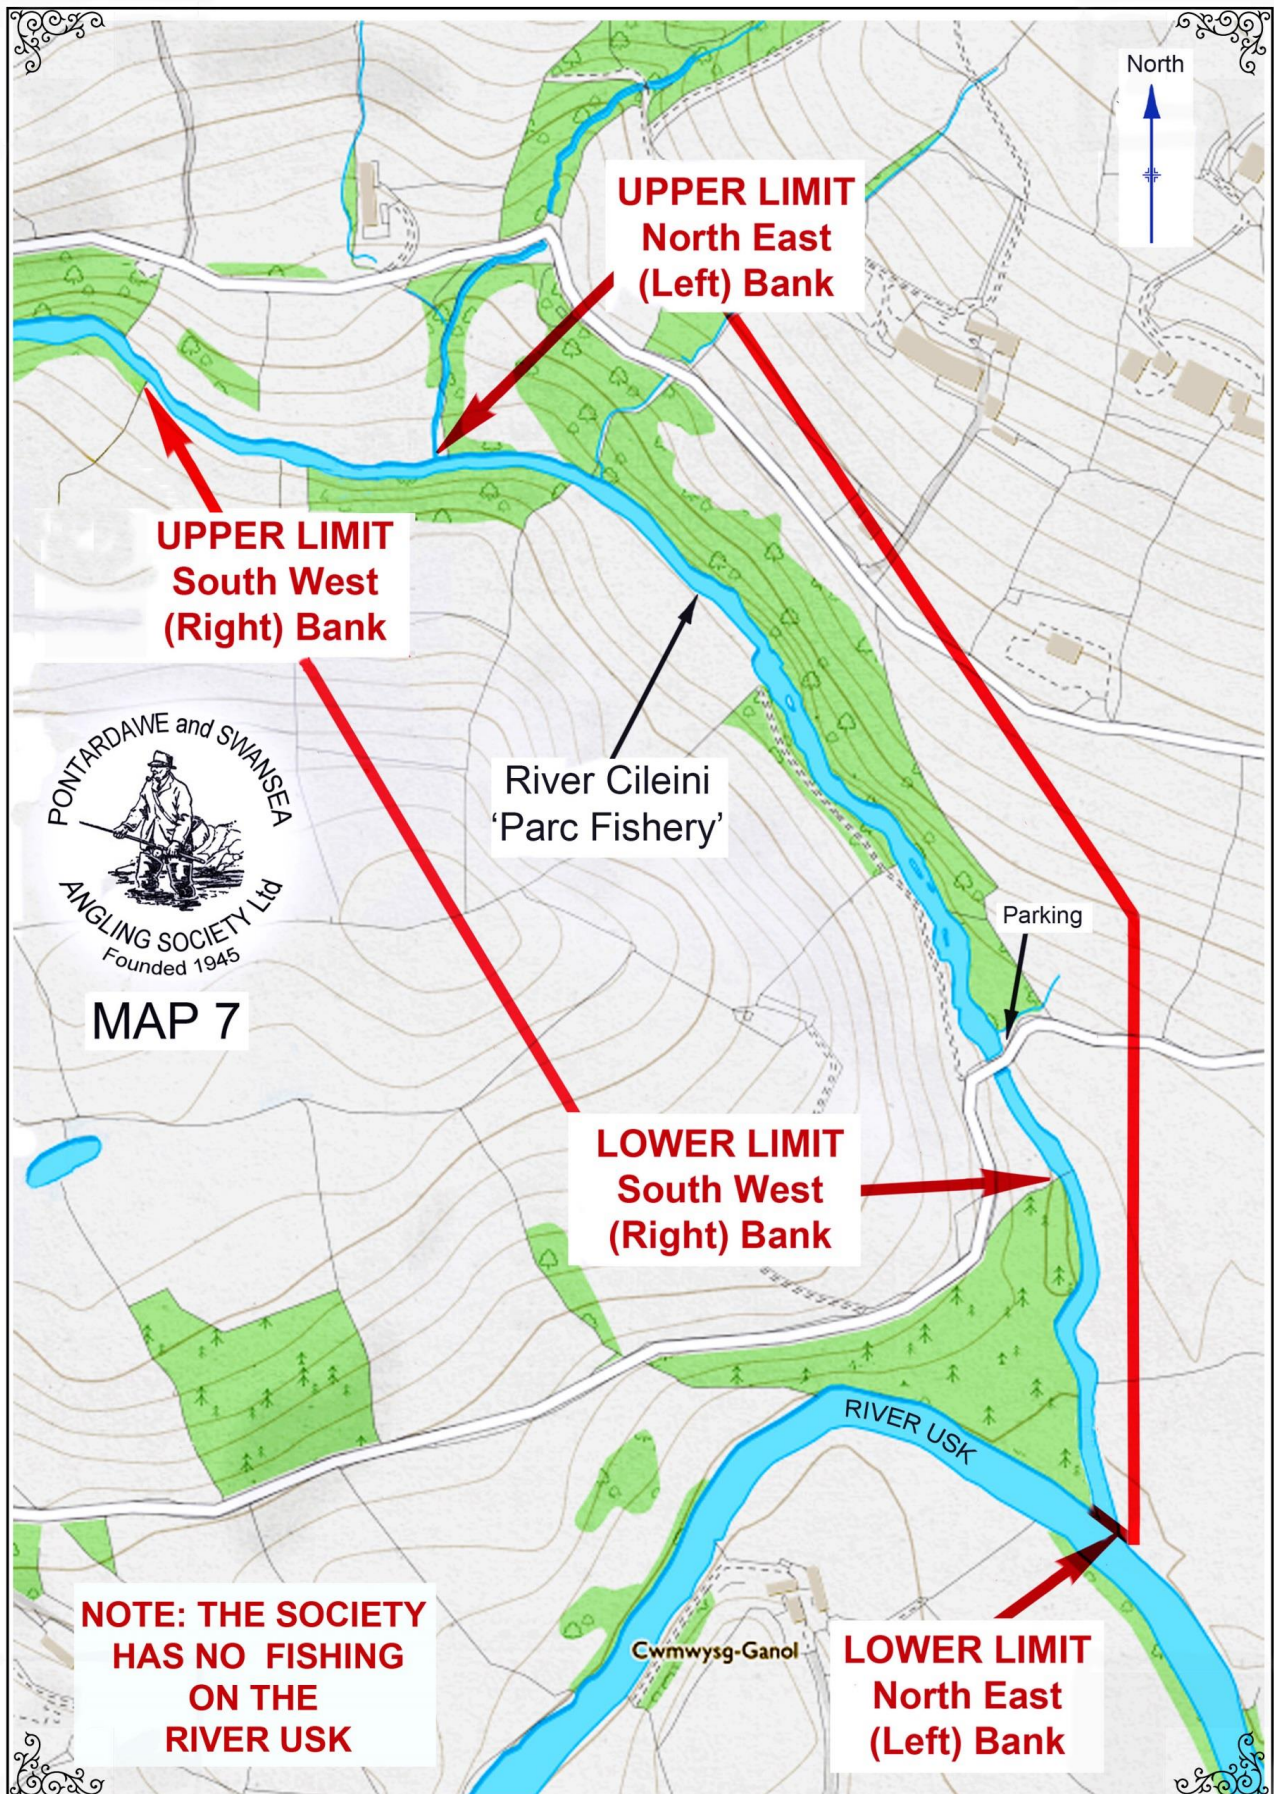 North
UPPER LIMIT
North East
(Left) Bank
UPPER LIMIT
South West
(Right) Bank
PONTARDAWE and SWANSEA
ANGLING SOCIETY Ltd
Founded 1945
MAP 7
River Cileini
‘Parc Fishery’
Parking
LOWER LIMIT
South West
(Right) Bank
RIVER USK
NOTE: THE SOCIETY
HAS NO FISHING
ON THE
RIVER USK
Cwmwysg-Ganol
LOWER LIMIT
North East
(Left) Bank